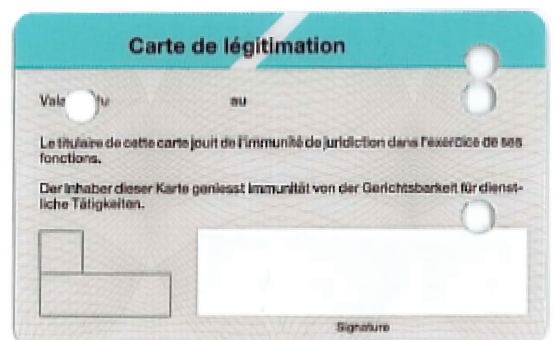 Carte de légitimation
du au
Le titulaire de cette carte jouit de l'immunité de juridiction dans l'exercice de ses
fonctions.
Der Inhaber dieser Karte geniesst Immunität von der Gerichtsbarkeit für dienst-
liche Tätigkeiten.
Signature